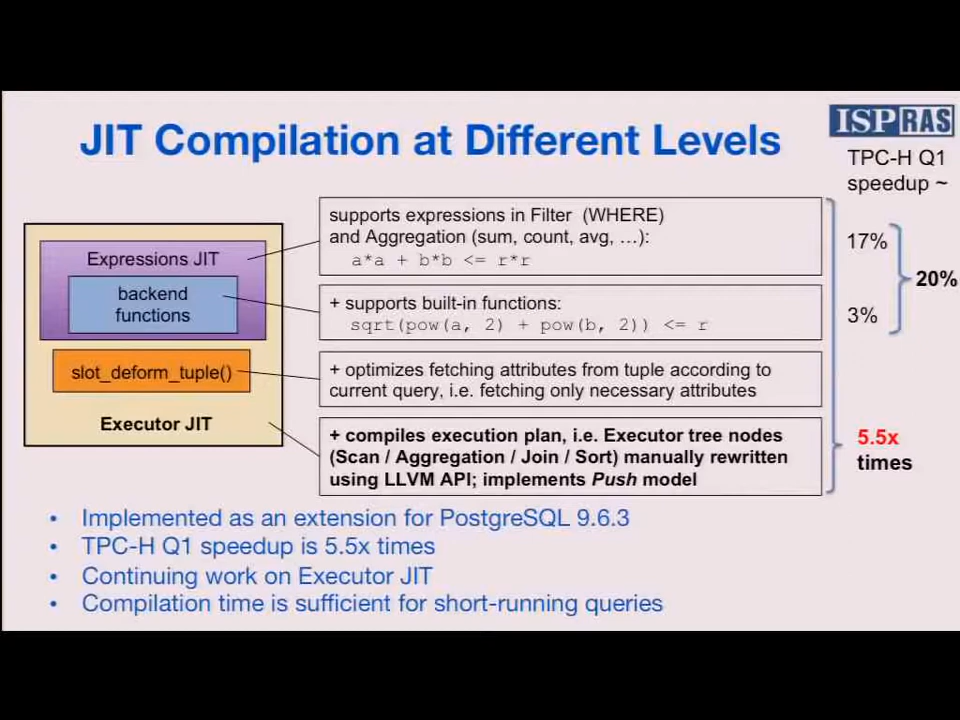 JIT Compilation at Different Levels
ISP RAS
TPC-H Q1
speedup ~
Expressions JIT
backend
functions
slot_deform_tuple()
Executor JIT
supports expressions in Filter (WHERE)
and Aggregation (sum, count, avg, ...):
a*a + b*b <= r*r
+ supports built-in functions:
sqrt(pow(a, 2) + pow(b, 2)) <= r
+ optimizes fetching attributes from tuple according to
current query, i.e. fetching only necessary attributes
+ compiles execution plan, i.e. Executor tree nodes
(Scan / Aggregation / Join / Sort) manually rewritten
using LLVM API; implements Push model
17%
3%
20%
5.5x
times
• Implemented as an extension for PostgreSQL 9.6.3
• TPC-H Q1 speedup is 5.5x times
• Continuing work on Executor JIT
• Compilation time is sufficient for short-running queries